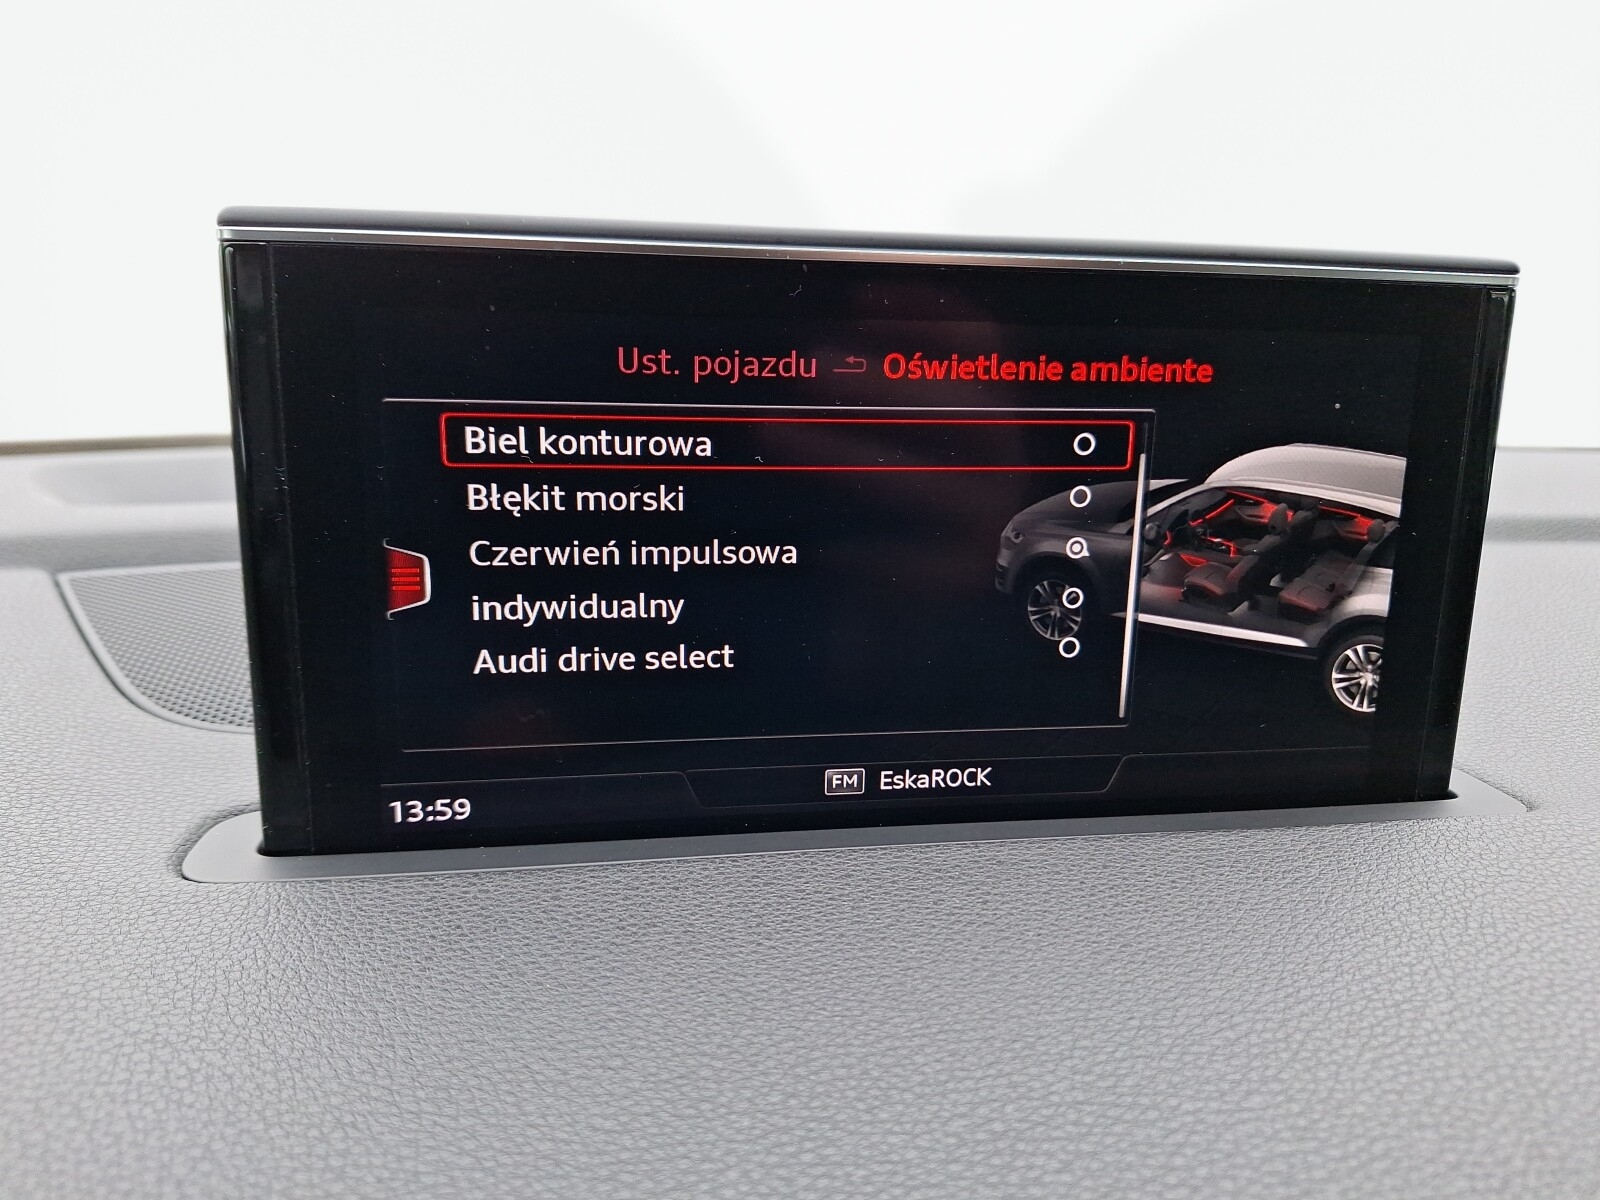 Ust. pojazdu Oświetlenie ambiente
Biel konturowa
Błękit morski
Czerwień impulsowa
indywidualny
Audi drive select
FM EskaROCK
13:59